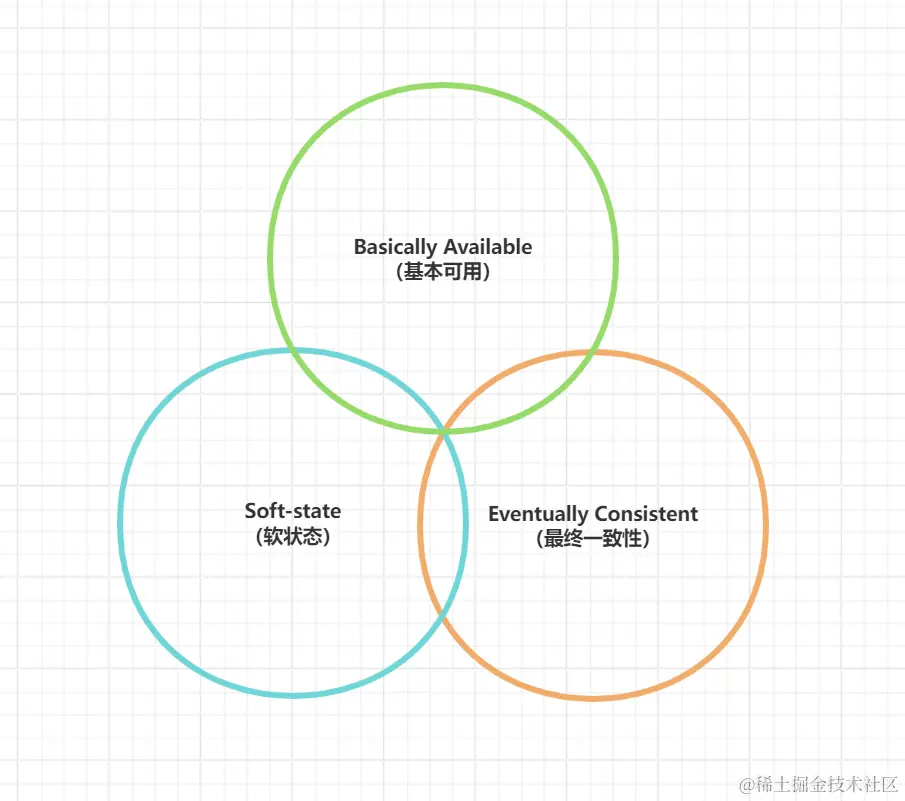 Basically Available
（基本可用）
Soft-state
（软状态）
Eventually Consistent
（最终一致性）
@稀土掘金技术社区